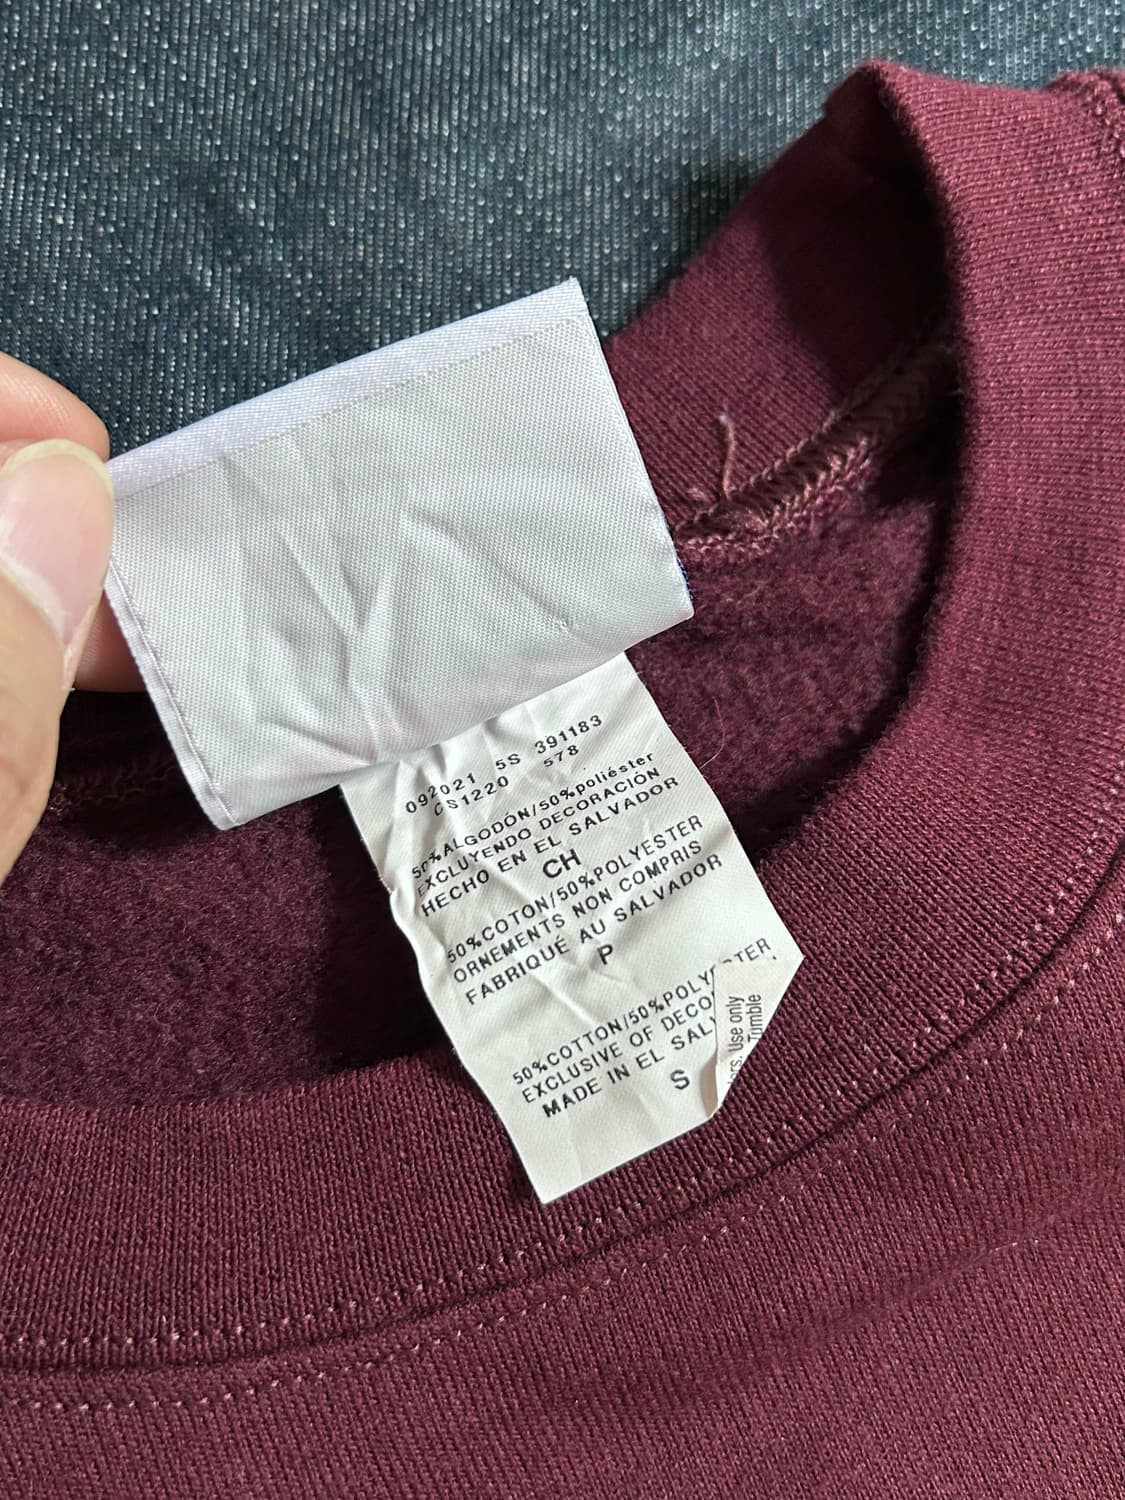 092021 5S 391183
CS1220 578
50%ALGODÓN/50%poliéster
EXCLUYENDO DECORACIÓN
HECHO EN EL SALVADOR
CH
50%COTON/50%POLYESTER
ORNEMENTS NON COMPRIS
FABRIQUÉ AU SALVADOR
P
50%COTTON/50%POLYESTER
EXCLUSIVE OF DECO
MADE IN EL SAL
S
Use only
Tumble